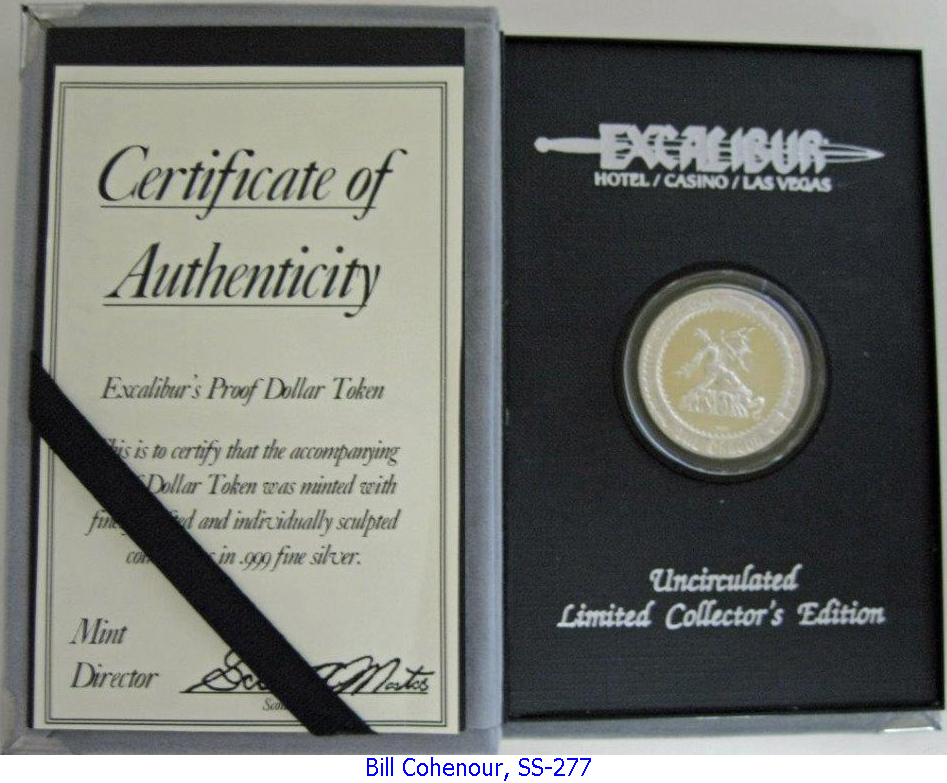 Certificate of
Authenticity
Excalibur's Proof Dollar Token
is is to certify that the accompanying
Dollar Token was minted with
and individually sculpted
in .999 fine silver.
Mint
Director
EXCALIBUR
HOTEL / CASINO / LAS VEGAS
Uncirculated
Limited Collector's Edition
Bill Cohenour, SS-277